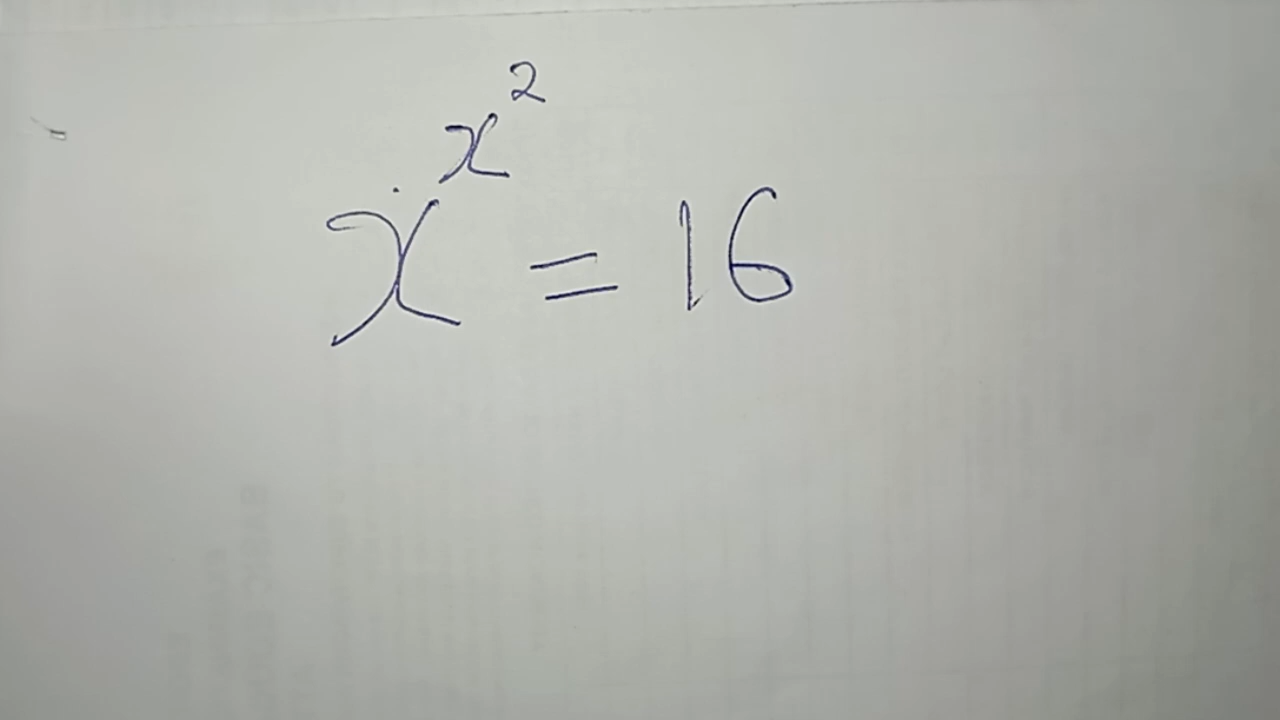 x^{x^2} = 16